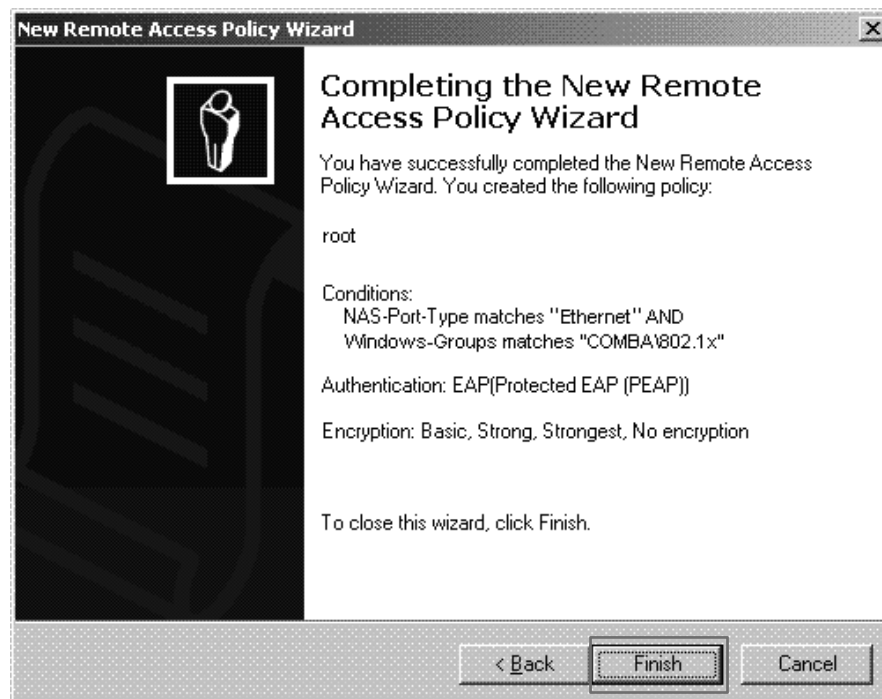 New Remote Access Policy Wizard
Completing the New Remote
Access Policy Wizard
You have successfully completed the New Remote Access
Policy Wizard. You created the following policy:
root
Conditions:
NAS-Port-Type matches "Ethernet" AND
Windows-Groups matches "COMBA\802.1x"
Authentication: EAP(Protected EAP (PEAP))
Encryption: Basic, Strong, Strongest, No encryption
To close this wizard, click Finish.
< Back Finish Cancel